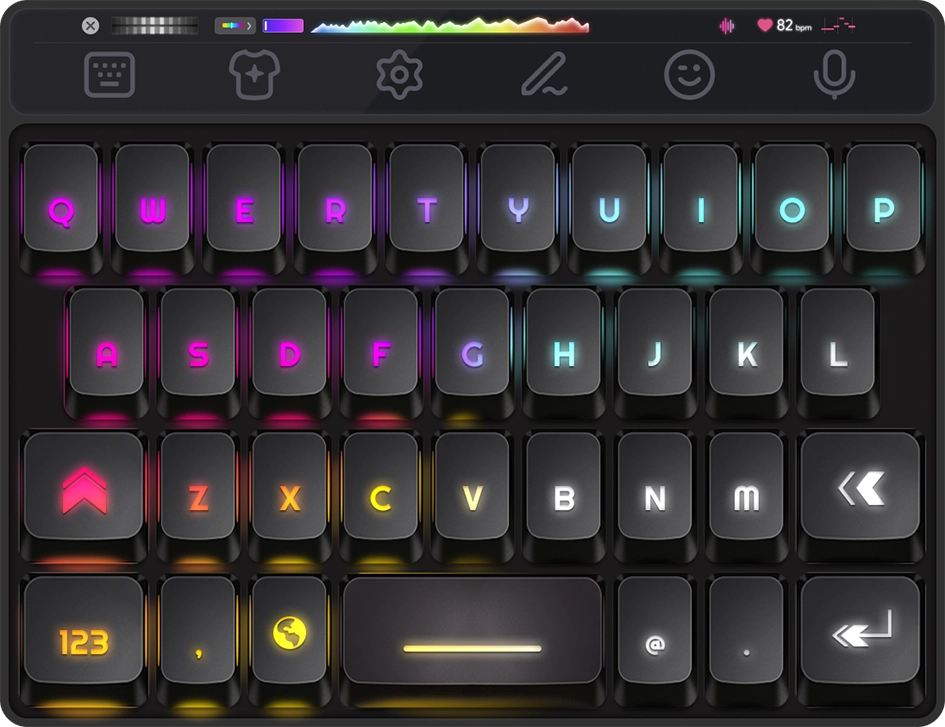 82 bpm
Q W E R T Y U I O P
A S D F G H J K L
Z X C V B N M
123 , @ .